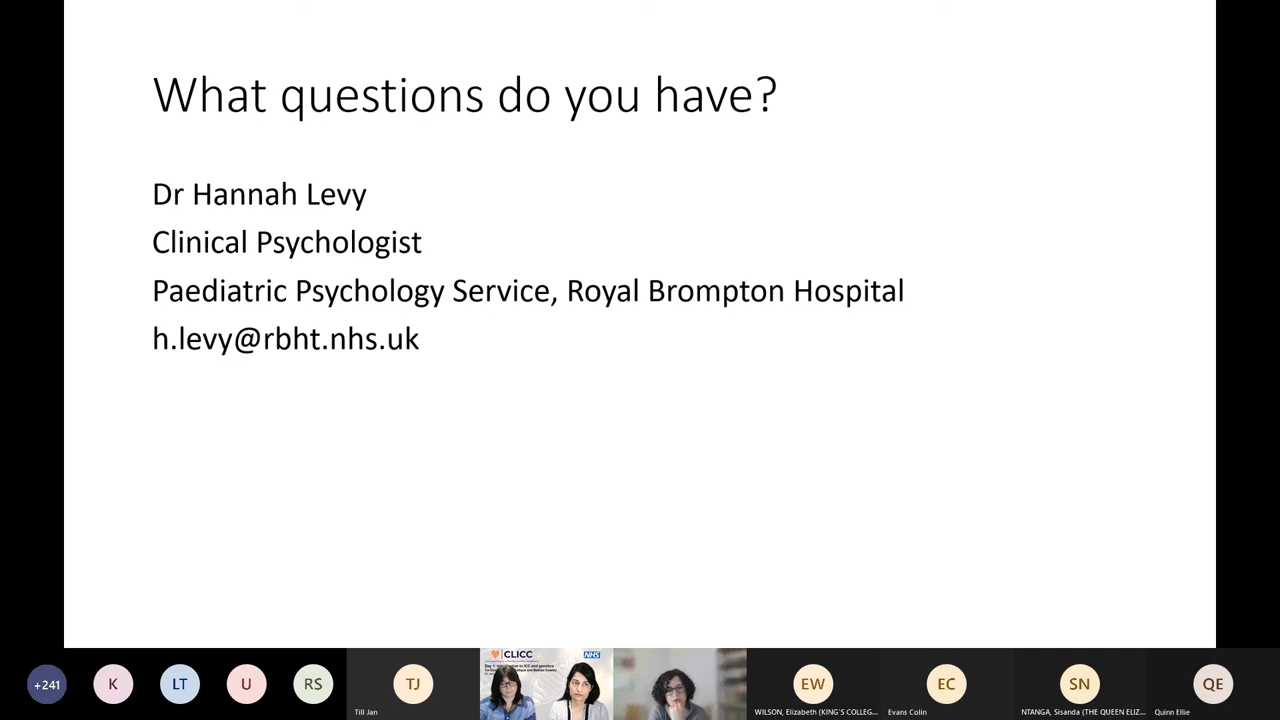 What questions do you have?
Dr Hannah Levy
Clinical Psychologist
Paediatric Psychology Service, Royal Brompton Hospital
h.levy@rbht.nhs.uk
CLICC
NHS
+241
K
LT
U
RS
TJ
EW
EC
SN
QE
Till Jan
WILSON, Elizabeth (KING'S COLLEG...
Evans Colin
NTANGA, Sisanda (THE QUEEN ELIZ...
Quinn Ellie